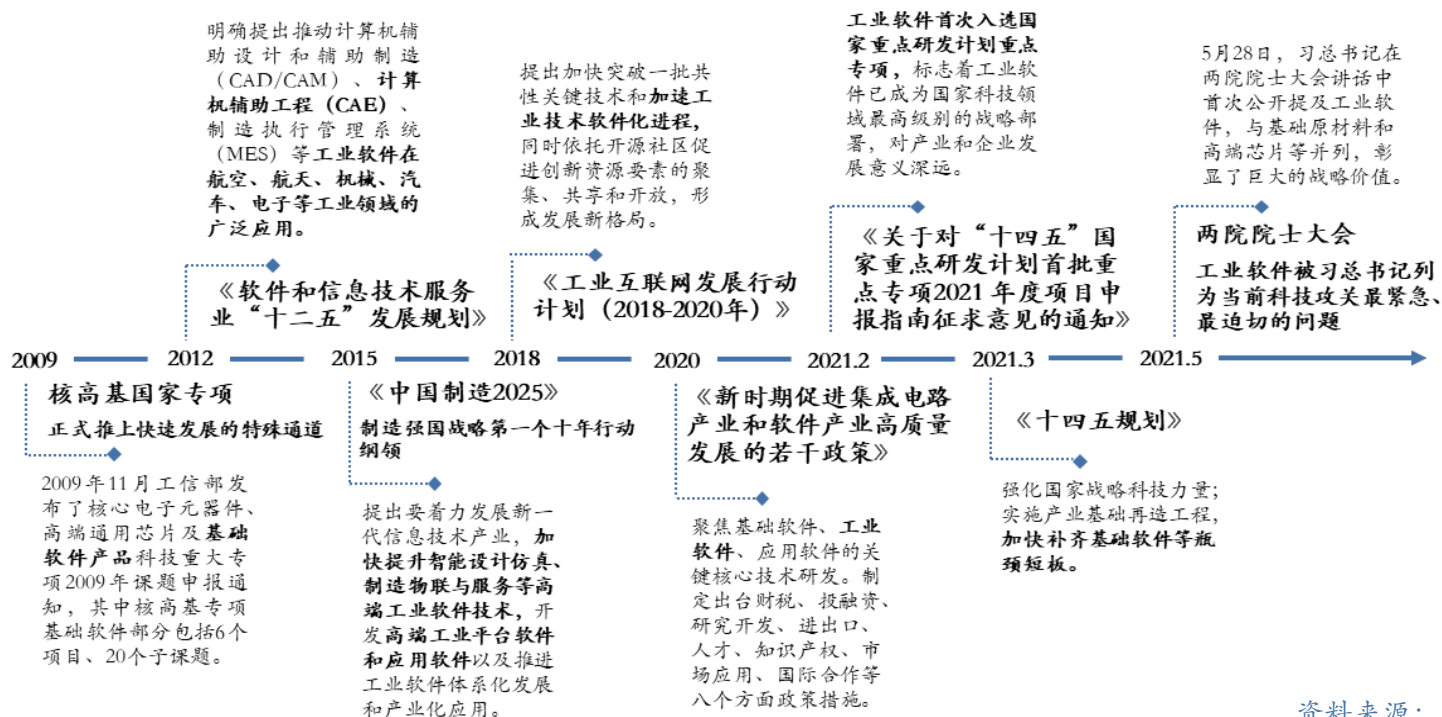 明确提出推动计算机辅
助设计和辅助制造
（CAD/CAM）、计算
机辅助工程（CAE）、
制造执行管理系统
（MES）等工业软件在
航空、航天、机械、汽
车、电子等工业领域的
广泛应用。
《软件和信息技术服务
业“十二五”发展规划》
提出加快突破一批共
性关键技术和加速工
业技术软件化进程，
同时依托开源社区促
进创新资源要素的聚
集、共享和开放，形
成发展新格局。
《工业互联网发展行动
计划（2018-2020年）》
工业软件首次入选国
家重点研发计划重点
专项，标志着工业软
件已成为国家科技领
域最高级别的战略部
署，对产业和企业发
展意义深远。
《关于对“十四五”国
家重点研发计划首批重
点专项2021年度项目申
报指南征求意见的通知》
5月28日，习总书记在
两院院士大会讲话中
首次公开提及工业软
件，与基础原材料和
高端芯片等并列，彰
显了巨大的战略价值。
两院院士大会
工业软件被习总书记列
为当前科技攻关最紧急、
最迫切的问题
2009 2012 2015 2018 2020 2021.2 2021.3 2021.5
核高基国家专项
正式推上快速发展的特殊通道
2009年11月工信部发
布了核心电子元器件、
高端通用芯片及基础
软件产品科技重大专
项2009年课题申报通
知，其中核高基专项
基础软件部分包括6个
项目、20个子课题。
《中国制造2025》
制造强国战略第一个十年行动
纲领
提出要着力发展新一
代信息技术产业，加
快提升智能设计仿真、
制造物联与服务等高
端工业软件技术，开
发高端工业平台软件
和应用软件以及推进
工业软件体系化发展
和产业化应用。
《新时期促进集成电路
产业和软件产业高质量
发展的若干政策》
聚焦基础软件、工业
软件、应用软件的关
键核心技术研发。制
定出台财税、投融资、
研究开发、进出口、
人才、知识产权、市
场应用、国际合作等
八个方面政策措施。
《十四五规划》
强化国家战略科技力量；
实施产业基础再造工程，
加快补齐基础软件等瓶
颈短板。
资料来源：